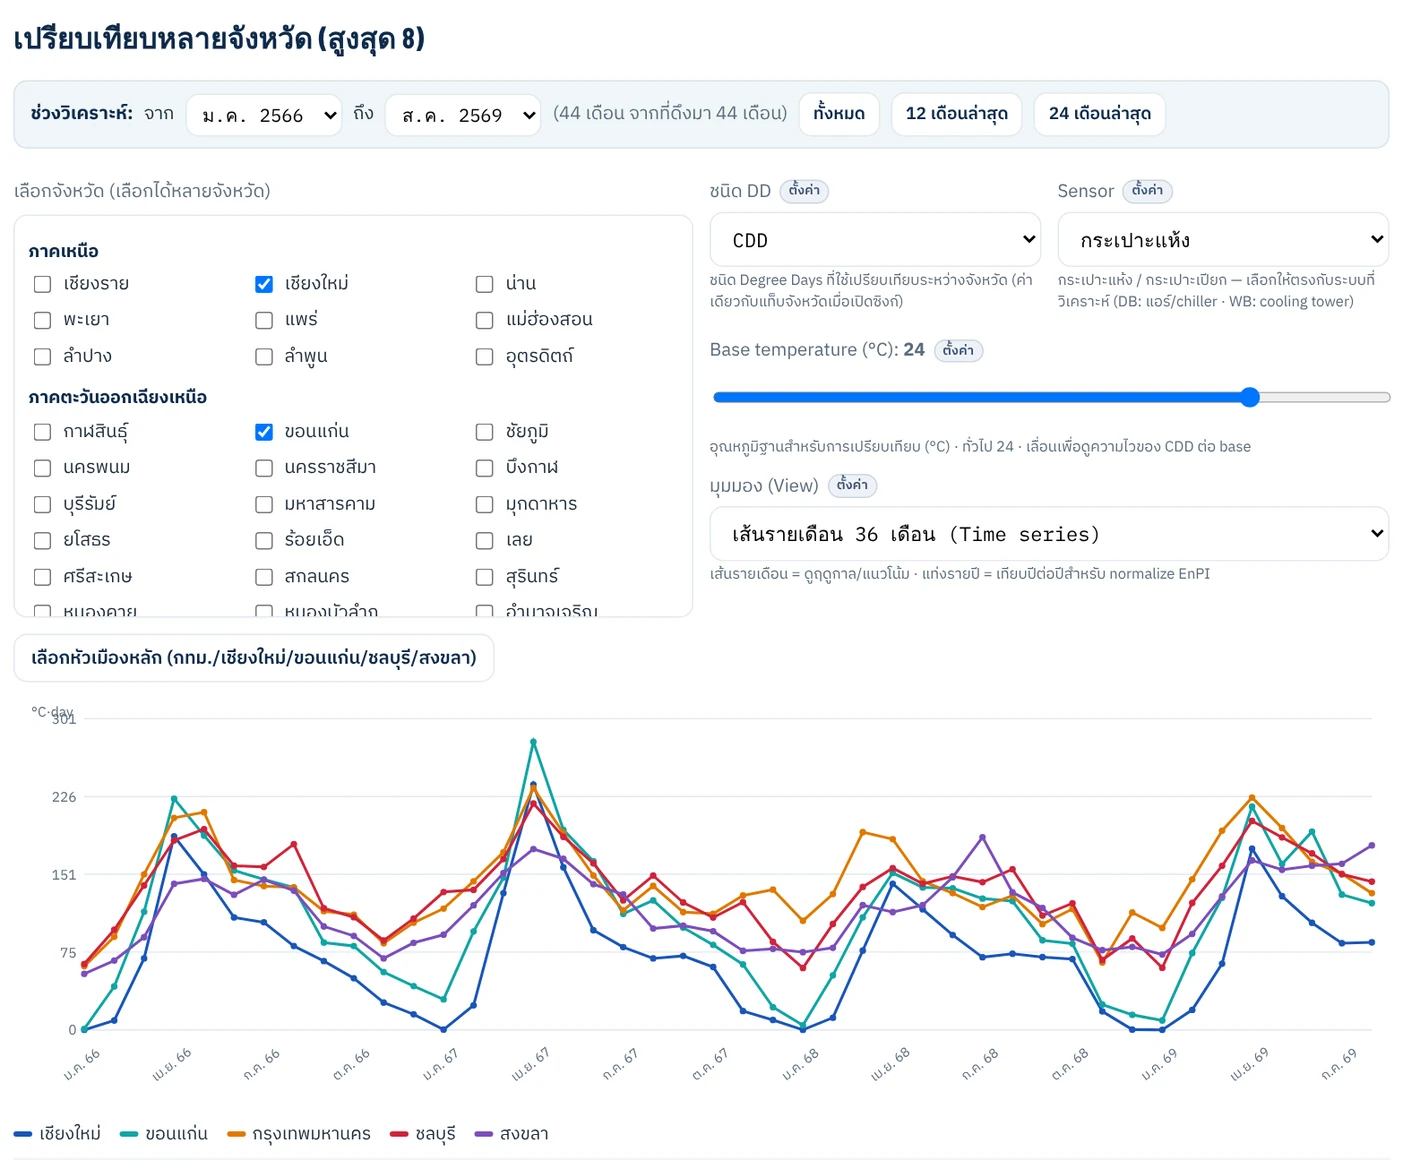 เปรียบเทียบหลายจังหวัด (สูงสุด 8)
ช่วงวิเคราะห์: จาก ม.ค. 2566 ถึง ส.ค. 2569 (44 เดือน จากที่ดึงมา 44 เดือน) ทั้งหมด 12 เดือนล่าสุด 24 เดือนล่าสุด
เลือกจังหวัด (เลือกได้หลายจังหวัด)
ภาคเหนือ
เชียงราย เชียงใหม่ น่าน
พะเยา แพร่ แม่ฮ่องสอน
ลำปาง ลำพูน อุตรดิตถ์
ภาคตะวันออกเฉียงเหนือ
กาฬสินธุ์ ขอนแก่น ชัยภูมิ
นครพนม นครราชสีมา บึงกาฬ
บุรีรัมย์ มหาสารคาม มุกดาหาร
ยโสธร ร้อยเอ็ด เลย
ศรีสะเกษ สกลนคร สุรินทร์
หนองคาย หนองบัวลำภู อำนาจเจริญ
ชนิด DD ตั้งค่า
CDD
ชนิด Degree Days ที่ใช้เปรียบเทียบระหว่างจังหวัด (ค่า
เดียวกับแท็บจังหวัดเมื่อเปิดซิงก์)
Sensor ตั้งค่า
กระเปาะแห้ง
กระเปาะแห้ง / กระเปาะเปียก — เลือกให้ตรงกับระบบที่
วิเคราะห์ (DB: แอร์/chiller · WB: cooling tower)
Base temperature (°C): 24 ตั้งค่า
อุณหภูมิฐานสำหรับการเปรียบเทียบ (°C) · ทั่วไป 24 · เลื่อนเพื่อดูความไวของ CDD ต่อ base
มุมมอง (View) ตั้งค่า
เส้นรายเดือน 36 เดือน (Time series)
เส้นรายเดือน = ดูฤดูกาล/แนวโน้ม · แท่งรายปี = เทียบปีต่อปีสำหรับ normalize EnPI
เลือกหัวเมืองหลัก (กทม./เชียงใหม่/ขอนแก่น/ชลบุรี/สงขลา)
°C·day
301
226
151
75
0
ม.ค. 66 เม.ย. 66 ก.ค. 66 ต.ค. 66 ม.ค. 67 เม.ย. 67 ก.ค. 67 ต.ค. 67 ม.ค. 68 เม.ย. 68 ก.ค. 68 ต.ค. 68 ม.ค. 69 เม.ย. 69 ก.ค. 69
เชียงใหม่ ขอนแก่น กรุงเทพมหานคร ชลบุรี สงขลา